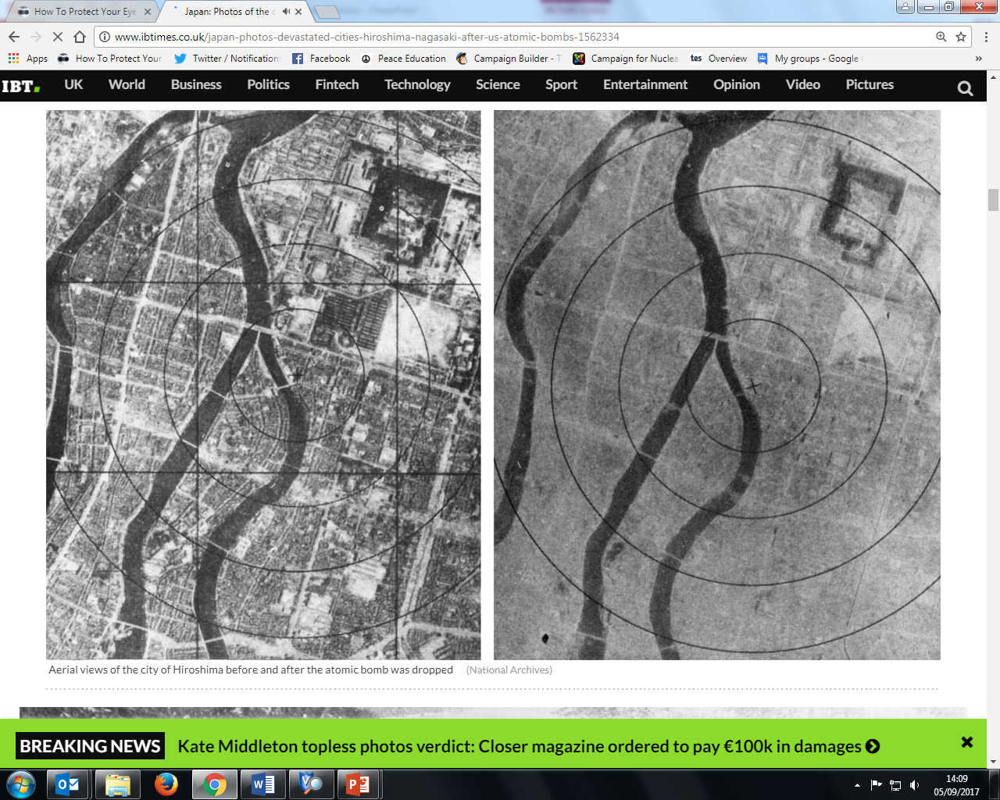 How To Protect Your Eye
Japan: Photos of the
www.ibtimes.co.uk/japan-photos-devastated-cities-hiroshima-nagasaki-after-us-atomic-bombs-1562334
Apps How To Protect Your Twitter / Notifications Facebook Peace Education Campaign Builder - T Campaign for Nuclea tes Overview My groups - Google »
IBT. UK World Business Politics Fintech Technology Science Sport Entertainment Opinion Video Pictures
Aerial views of the city of Hiroshima before and after the atomic bomb was dropped (National Archives)
BREAKING NEWS Kate Middleton topless photos verdict: Closer magazine ordered to pay €100k in damages
14:09
05/09/2017